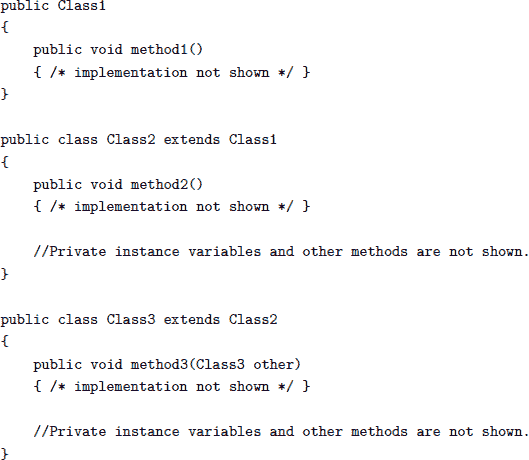 public Class1
{
    public void method1()
    { /* implementation not shown */ }
}
public class Class2 extends Class1
{
    public void method2()
    { /* implementation not shown */ }
    //Private instance variables and other methods are not shown.
}
public class Class3 extends Class2
{
    public void method3(Class3 other)
    { /* implementation not shown */ }
    //Private instance variables and other methods are not shown.
}